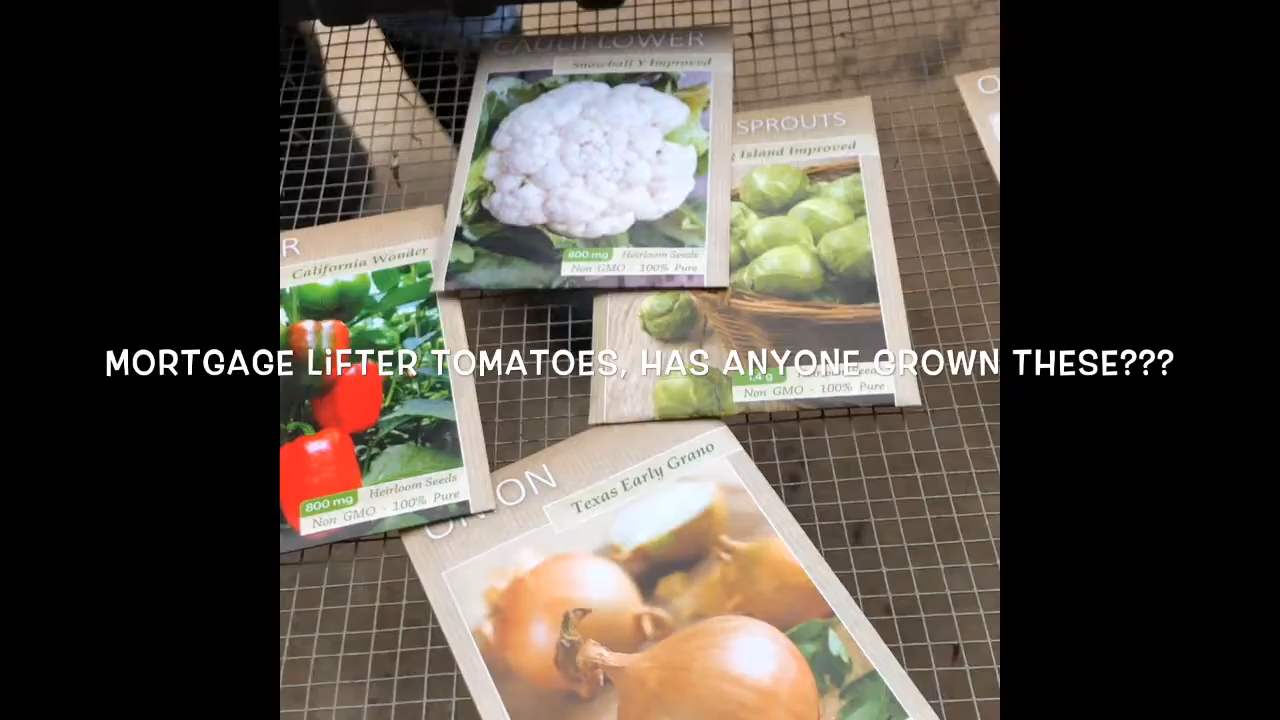 CAULIFLOWER
Snowball Y Improved
800 mg Heirloom Seeds
Non GMO - 100% Pure
SPROUTS
Island Improved
Non GMO - 100% Pure
R
California Wonder
800 mg Heirloom Seeds
Non GMO - 100% Pure
MORTGAGE LiFTER TOMATOES, HAS ANYONE GROWN THESE???
ONION
Texas Early Grano
O